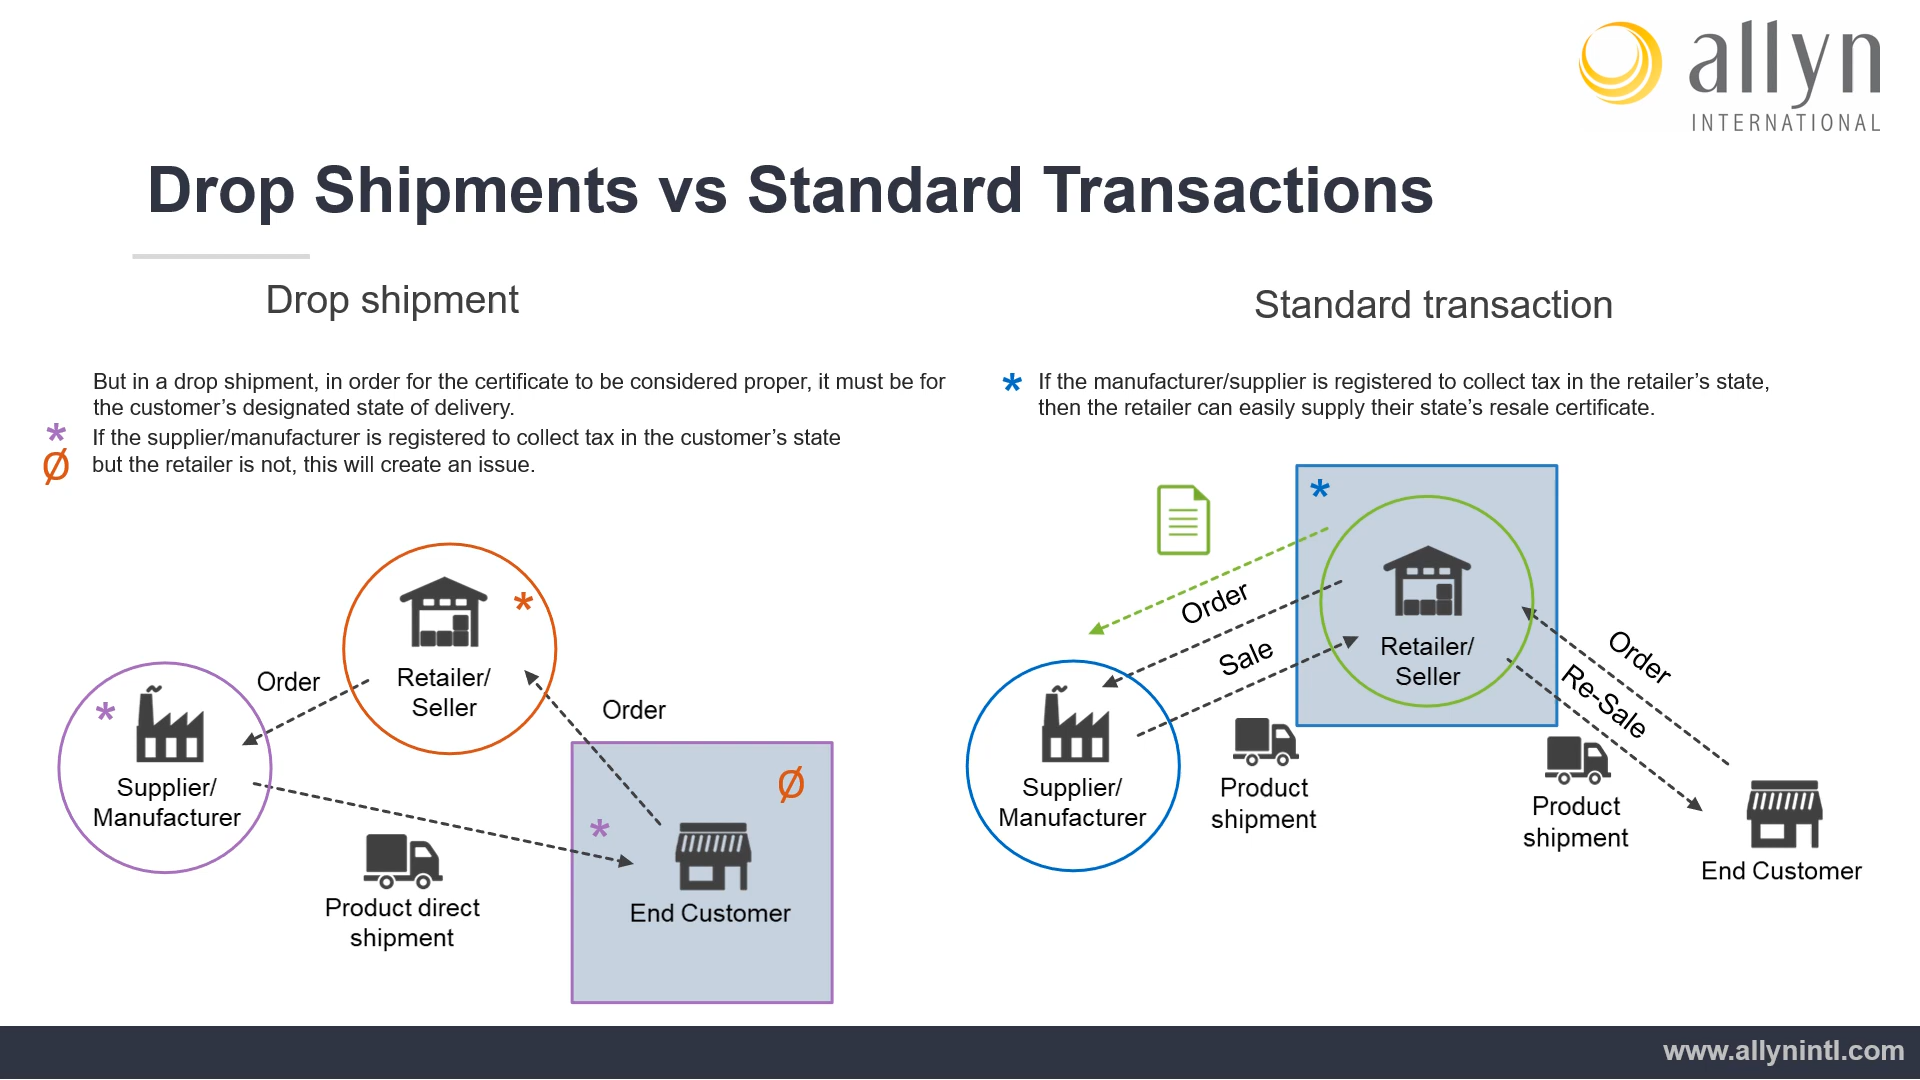 allyn
INTERNATIONAL
Drop Shipments vs Standard Transactions
Drop shipment
But in a drop shipment, in order for the certificate to be considered proper, it must be for
the customer’s designated state of delivery.
* If the supplier/manufacturer is registered to collect tax in the customer’s state
Ø but the retailer is not, this will create an issue.
*
Retailer/
Seller
Order
*
Supplier/
Manufacturer
Order
Ø
*
End Customer
Product direct
shipment
Standard transaction
* If the manufacturer/supplier is registered to collect tax in the retailer’s state,
then the retailer can easily supply their state’s resale certificate.
*
Order
Sale
Retailer/
Seller
Order
Re-Sale
Supplier/
Manufacturer
Product
shipment
Product
shipment
End Customer
www.allynintl.com